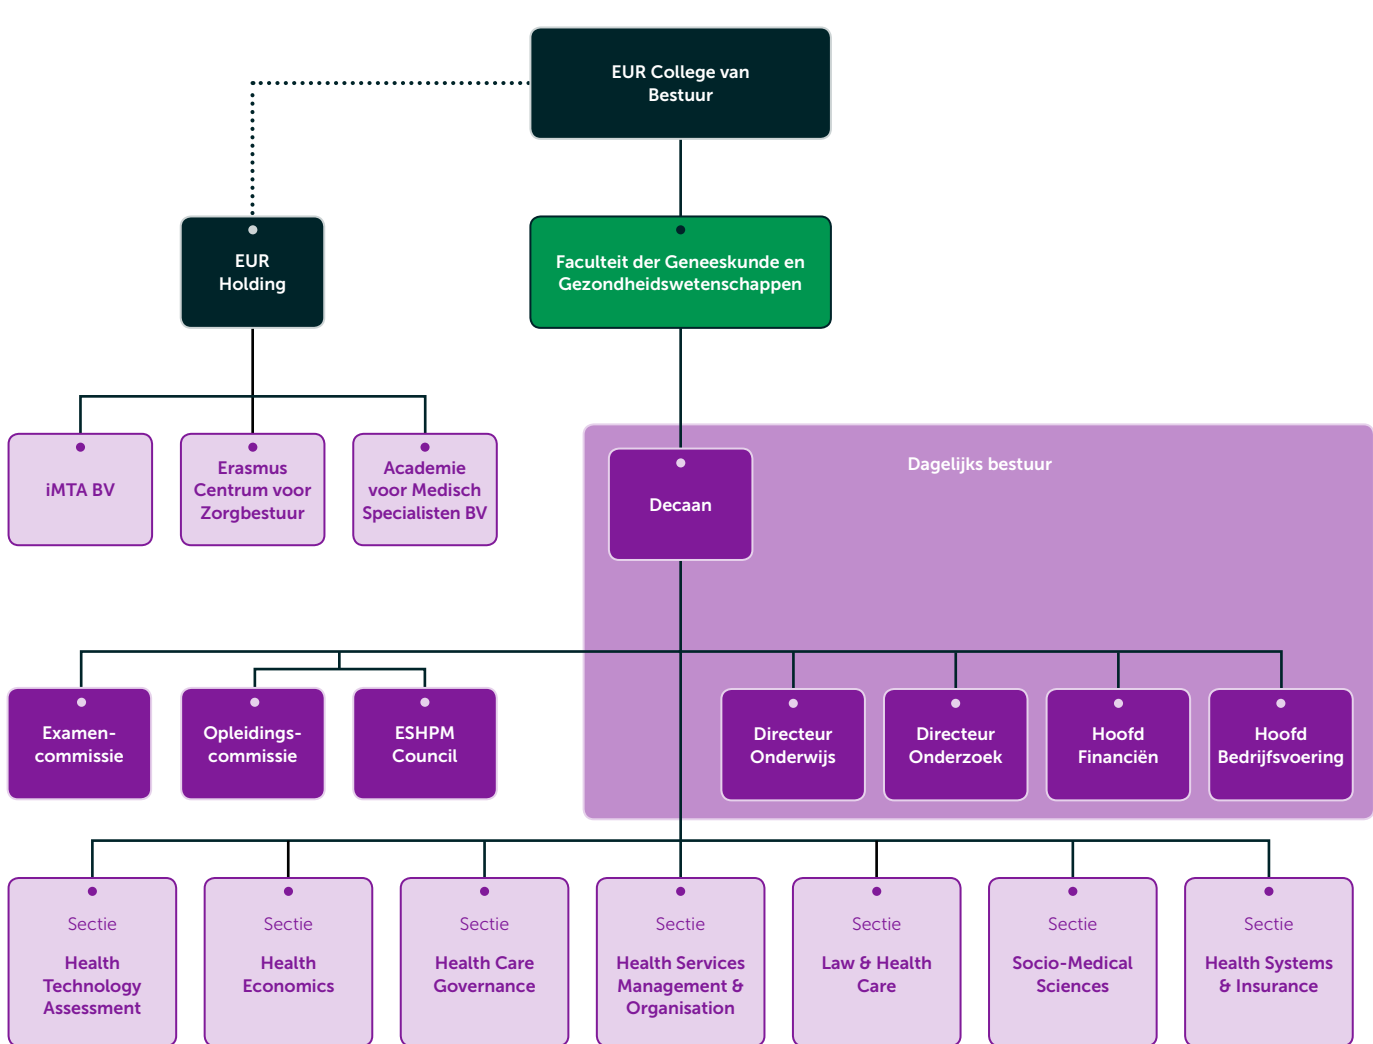 EUR College van
Bestuur
EUR
Holding
Faculteit der Geneeskunde en
Gezondheidswetenschappen
iMTA BV
Erasmus
Centrum voor
Zorgbestuur
Academie
voor Medisch
Specialisten BV
Dagelijks bestuur
Decaan
Examen-
commissie
Opleidings-
commissie
ESHPM
Council
Directeur
Onderwijs
Directeur
Onderzoek
Hoofd
Financiën
Hoofd
Bedrijfsvoering
Sectie
Health
Technology
Assessment
Sectie
Health
Economics
Sectie
Health Care
Governance
Sectie
Health Services
Management &
Organisation
Sectie
Law & Health
Care
Sectie
Socio-Medical
Sciences
Sectie
Health Systems
& Insurance